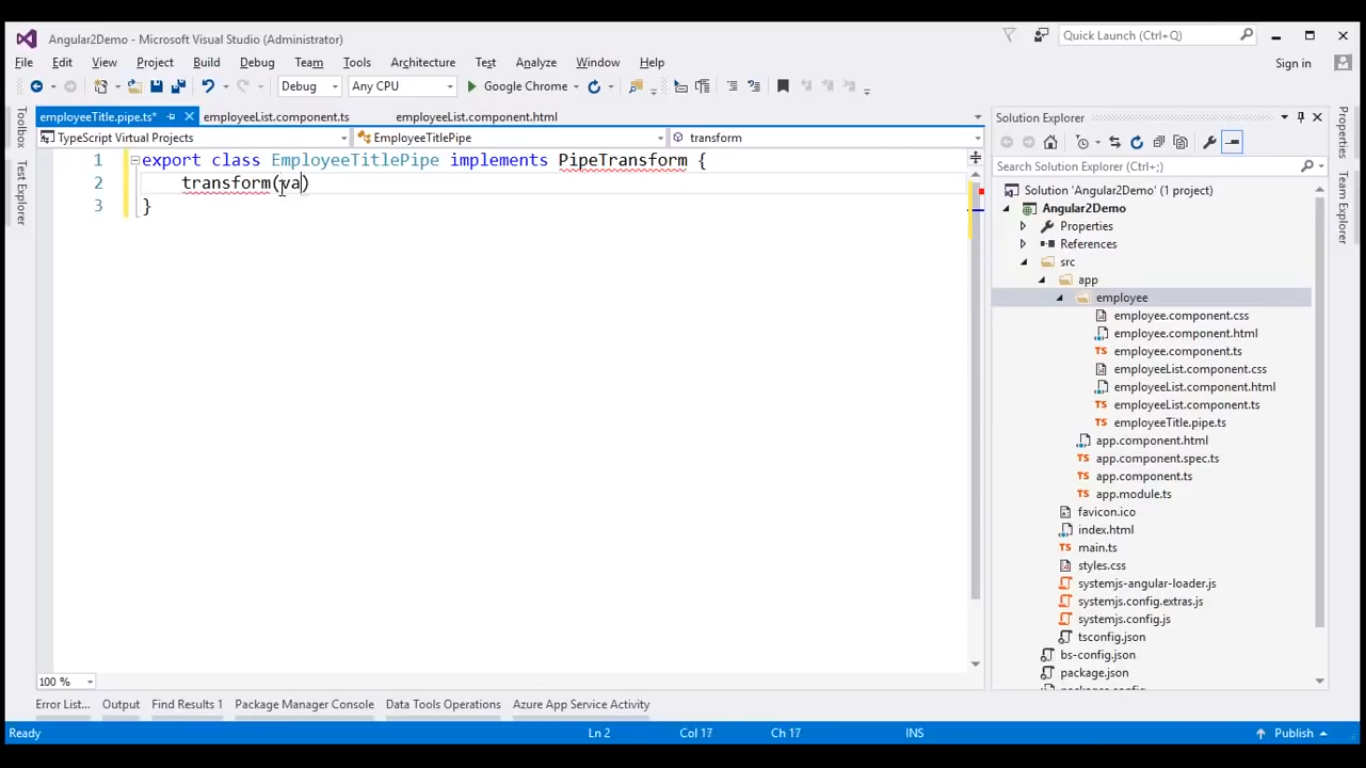 Angular2Demo - Microsoft Visual Studio (Administrator)
Quick Launch (Ctrl+Q)
File Edit View Project Build Debug Team Tools Architecture Test Analyze Window Help
Sign in
Debug Any CPU Google Chrome
Toolbox
Test Explorer
employeeTitle.pipe.ts* employeeList.component.ts employeeList.component.html
TypeScript Virtual Projects EmployeeTitlePipe transform
1 export class EmployeeTitlePipe implements PipeTransform {
2 transform(va)
3 }
100 %
Solution Explorer
Search Solution Explorer (Ctrl+;)
Solution 'Angular2Demo' (1 project)
Angular2Demo
Properties
References
src
app
employee
employee.component.css
employee.component.html
employee.component.ts
employeeList.component.css
employeeList.component.html
employeeList.component.ts
employeeTitle.pipe.ts
app.component.html
app.component.spec.ts
app.component.ts
app.module.ts
favicon.ico
index.html
main.ts
styles.css
systemjs-angular-loader.js
systemjs.config.extras.js
systemjs.config.js
tsconfig.json
bs-config.json
package.json
Properties
Team Explorer
Error List... Output Find Results 1 Package Manager Console Data Tools Operations Azure App Service Activity
Ready Ln 2 Col 17 Ch 17 INS Publish